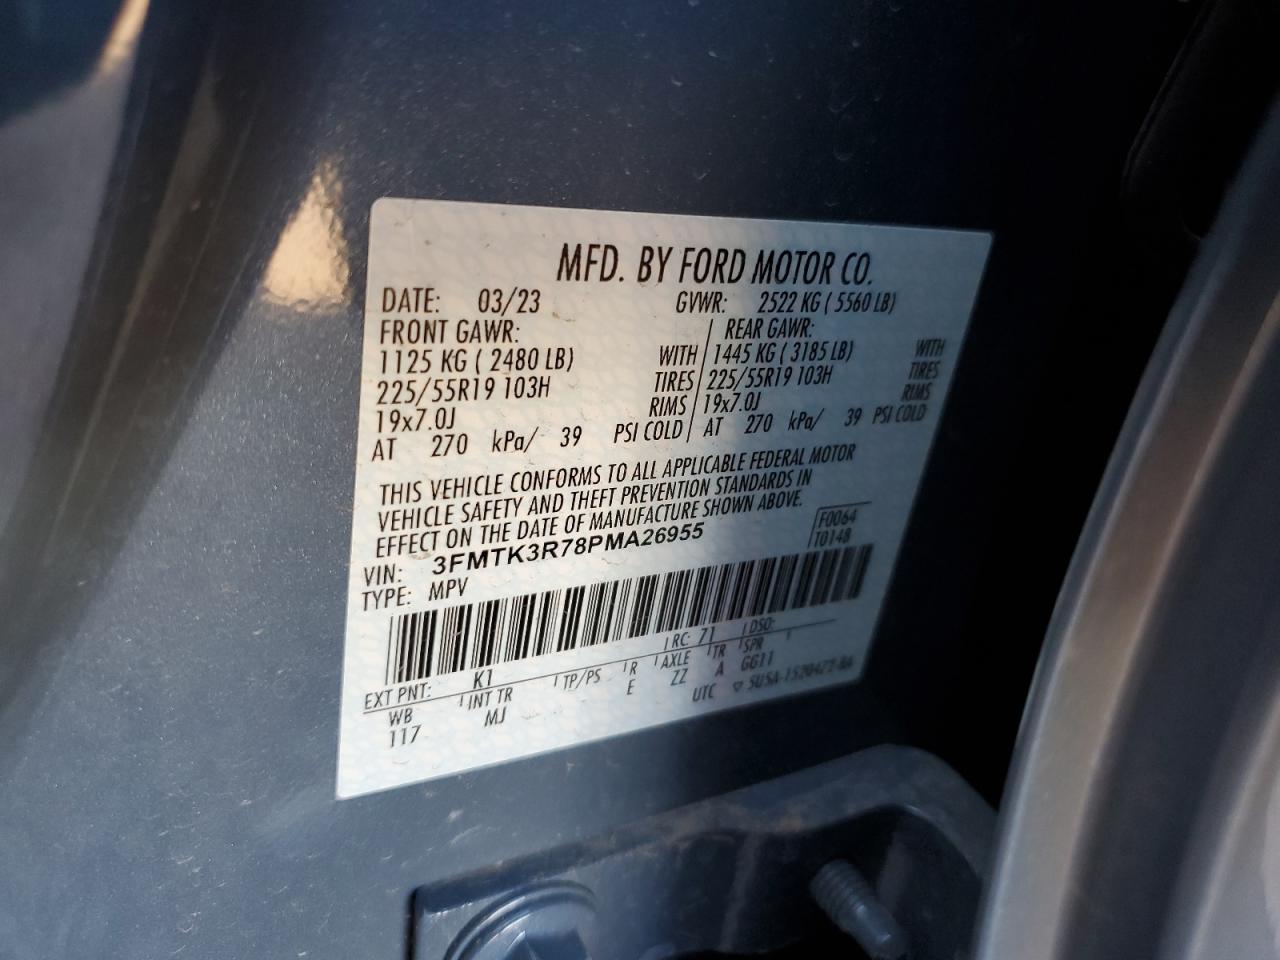 MFD. BY FORD MOTOR CO.
DATE: 03/23 GVWR: 2522 KG ( 5560 LB)
FRONT GAWR: REAR GAWR:
1125 KG ( 2480 LB) WITH 1445 KG ( 3185 LB) WITH
225/55R19 103H TIRES 225/55R19 103H TIRES
19x7.0J RIMS 19x7.0J RIMS
AT 270 kPa/ 39 PSI COLD AT 270 kPa/ 39 PSI COLD
THIS VEHICLE CONFORMS TO ALL APPLICABLE FEDERAL MOTOR
VEHICLE SAFETY AND THEFT PREVENTION STANDARDS IN
EFFECT ON THE DATE OF MANUFACTURE SHOWN ABOVE.
VIN: 3FMTK3R78PMA26955 F0064
TYPE: MPV T0148
EXT PNT: K1 RC: 71 DSO:
WB INT TR TP/PS R AXLE TR SPR
117 MJ E ZZ A GG11
UTC ▽ 5U5A-1520472-BA